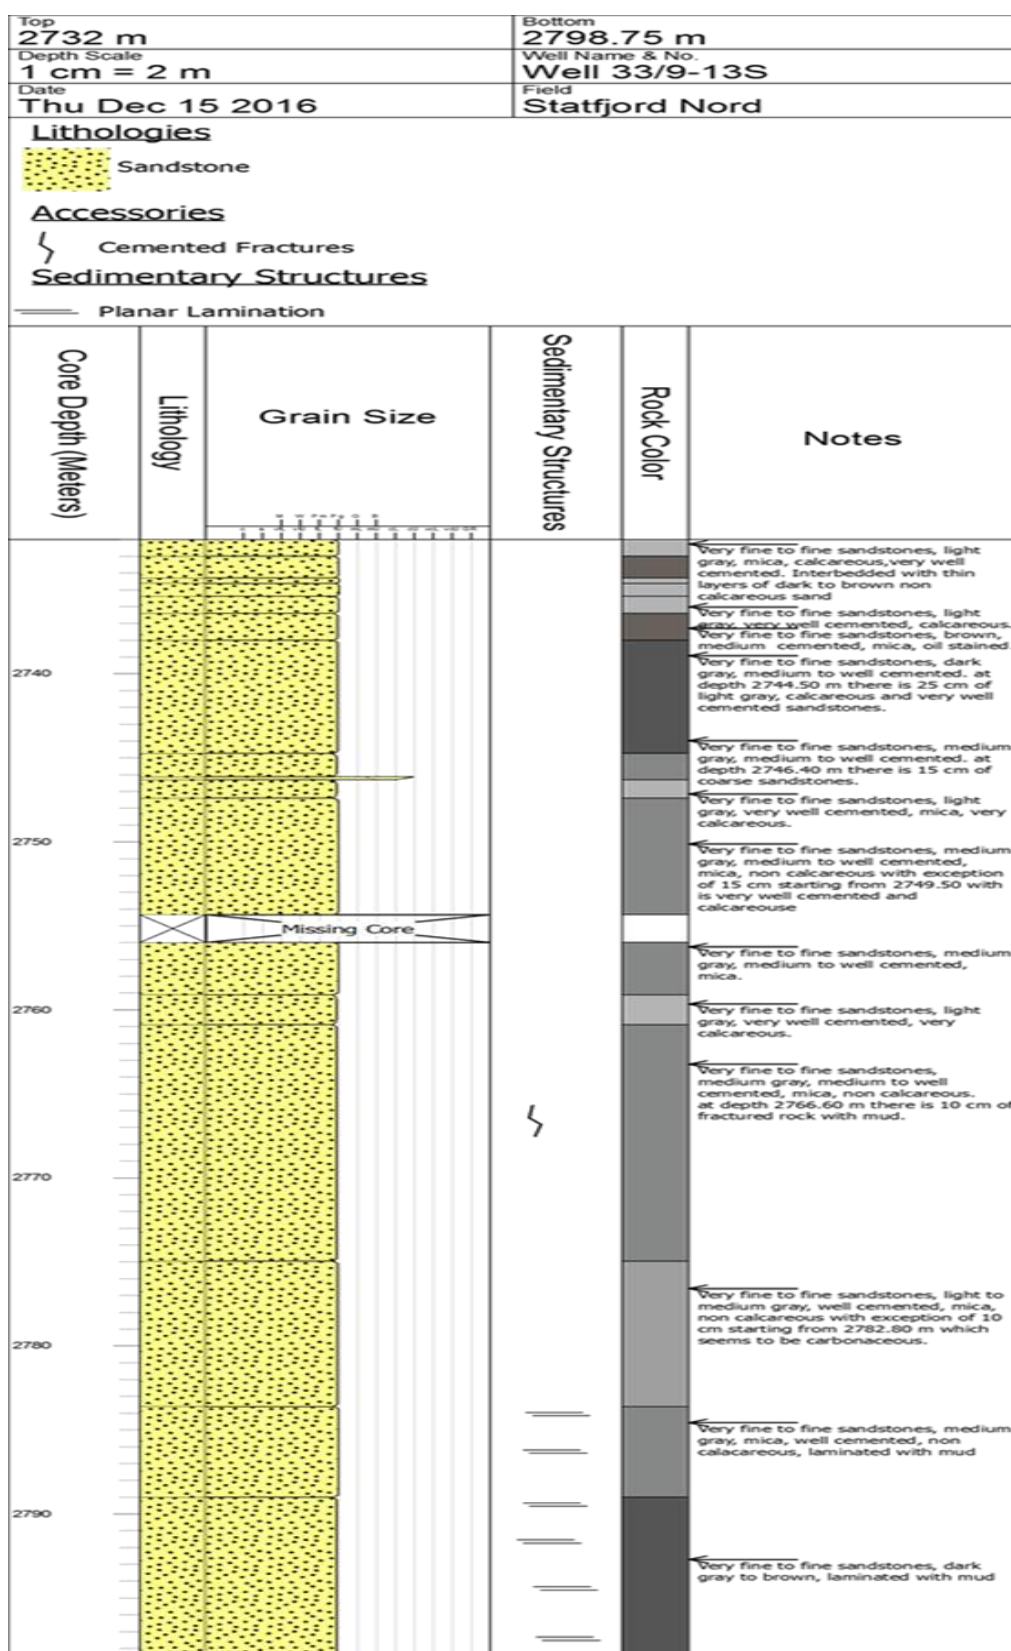 Top
2732 m
Bottom
2798.75 m
Depth Scale
1 cm = 2 m
Well Name & No.
Well 33/9-13S
Date
Thu Dec 15 2016
Field
Statfjord Nord
Lithologies
Sandstone
Accessories
Cemented Fractures
Sedimentary Structures
Planar Lamination
Core Depth (Meters)
Lithology
Grain Size
Sedimentary Structures
Rock Color
Notes
Very fine to fine sandstones, light
gray, mica, calcareous,very well
cemented. Interbedded with thin
layers of dark to brown non
calcareous sand
Very fine to fine sandstones, light
gray, very well cemented, calcareous.
Very fine to fine sandstones, brown,
medium cemented, mica, oil stained
2740
Very fine to fine sandstones, dark
gray, medium to well cemented. at
depth 2744.50 m there is 25 cm of
light gray, calcareous and very well
cemented sandstones.
Very fine to fine sandstones, medium
gray, medium to well cemented. at
depth 2746.40 m there is 15 cm of
coarse sandstones.
Very fine to fine sandstones, light
gray, very well cemented, mica, very
calcareous.
2750
Very fine to fine sandstones, medium
gray, medium to well cemented,
mica, non calcareous with exception
of 15 cm starting from 2749.50 with
is very well cemented and
calcareouse
Missing Core
Very fine to fine sandstones, medium
gray, medium to well cemented,
mica.
2760
Very fine to fine sandstones, light
gray, very well cemented, very
calcareous.
Very fine to fine sandstones,
medium gray, medium to well
cemented, mica, non calcareous.
at depth 2766.60 m there is 10 cm of
fractured rock with mud.
2770
Very fine to fine sandstones, light to
medium gray, well cemented, mica,
non calcareous with exception of 10
cm starting from 2782.80 m which
seems to be carbonaceous.
2780
Very fine to fine sandstones, medium
gray, mica, well cemented, non
calacareous, laminated with mud
2790
Very fine to fine sandstones, dark
gray to brown, laminated with mud